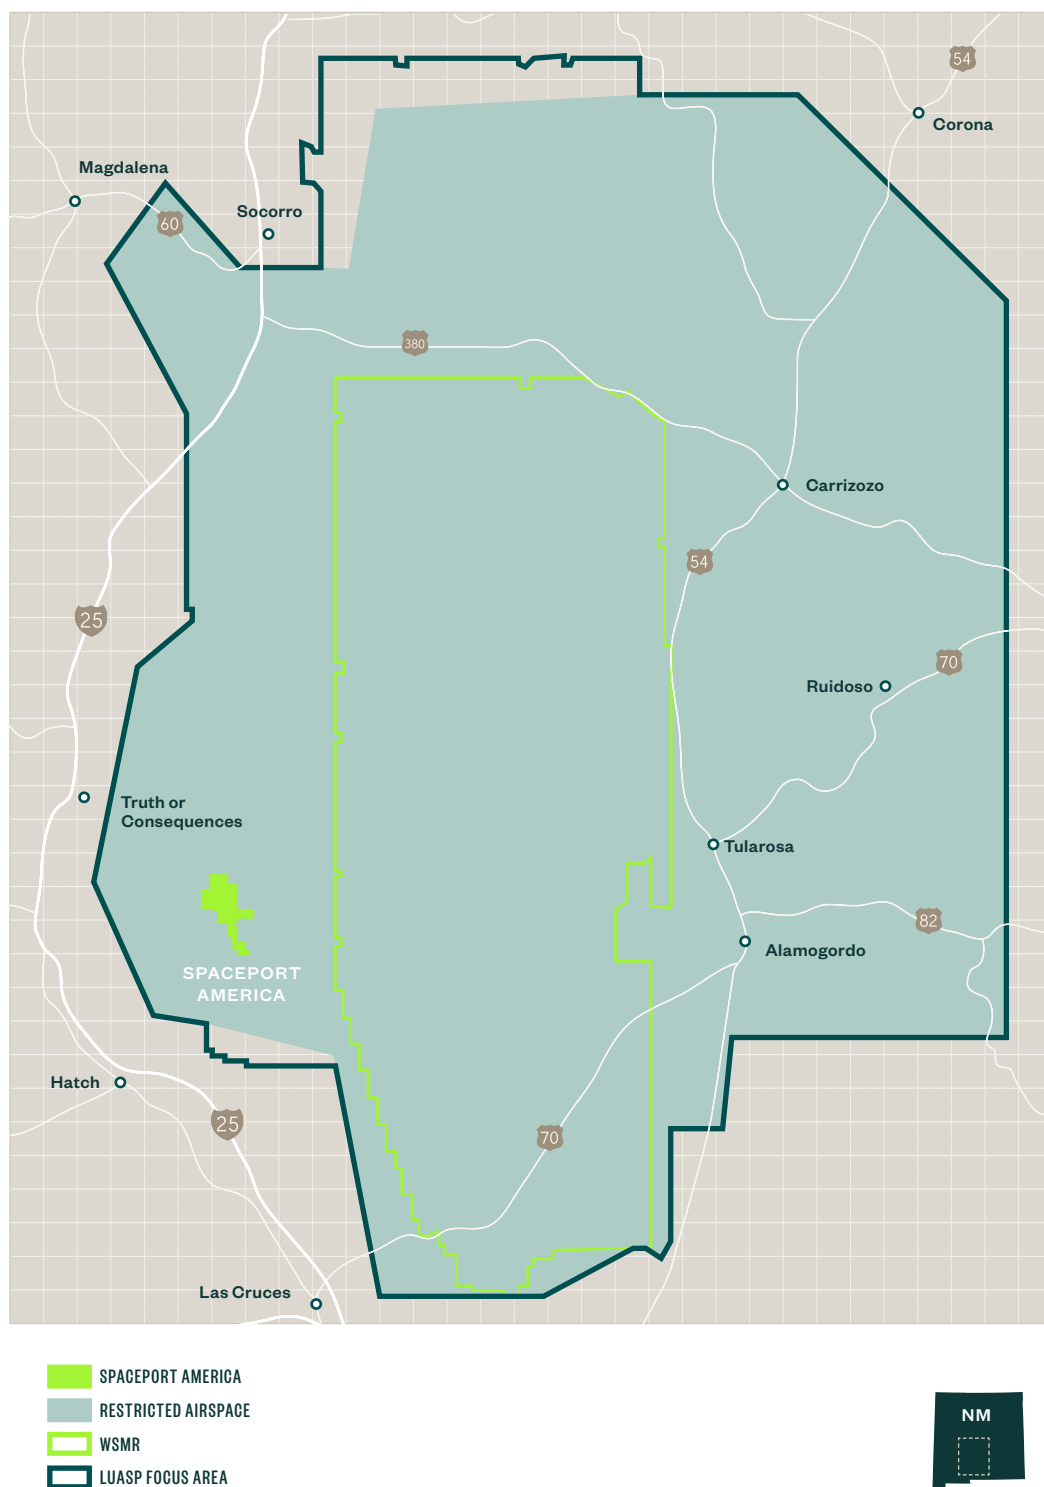 54
Corona
Magdalena
60
Socorro
380
Carrizozo
54
25
70
Ruidoso
Truth or
Consequences
Tularosa
82
Alamogordo
SPACEPORT
AMERICA
Hatch
25
70
Las Cruces
SPACEPORT AMERICA
RESTRICTED AIRSPACE
WSMR
LUASP FOCUS AREA
NM